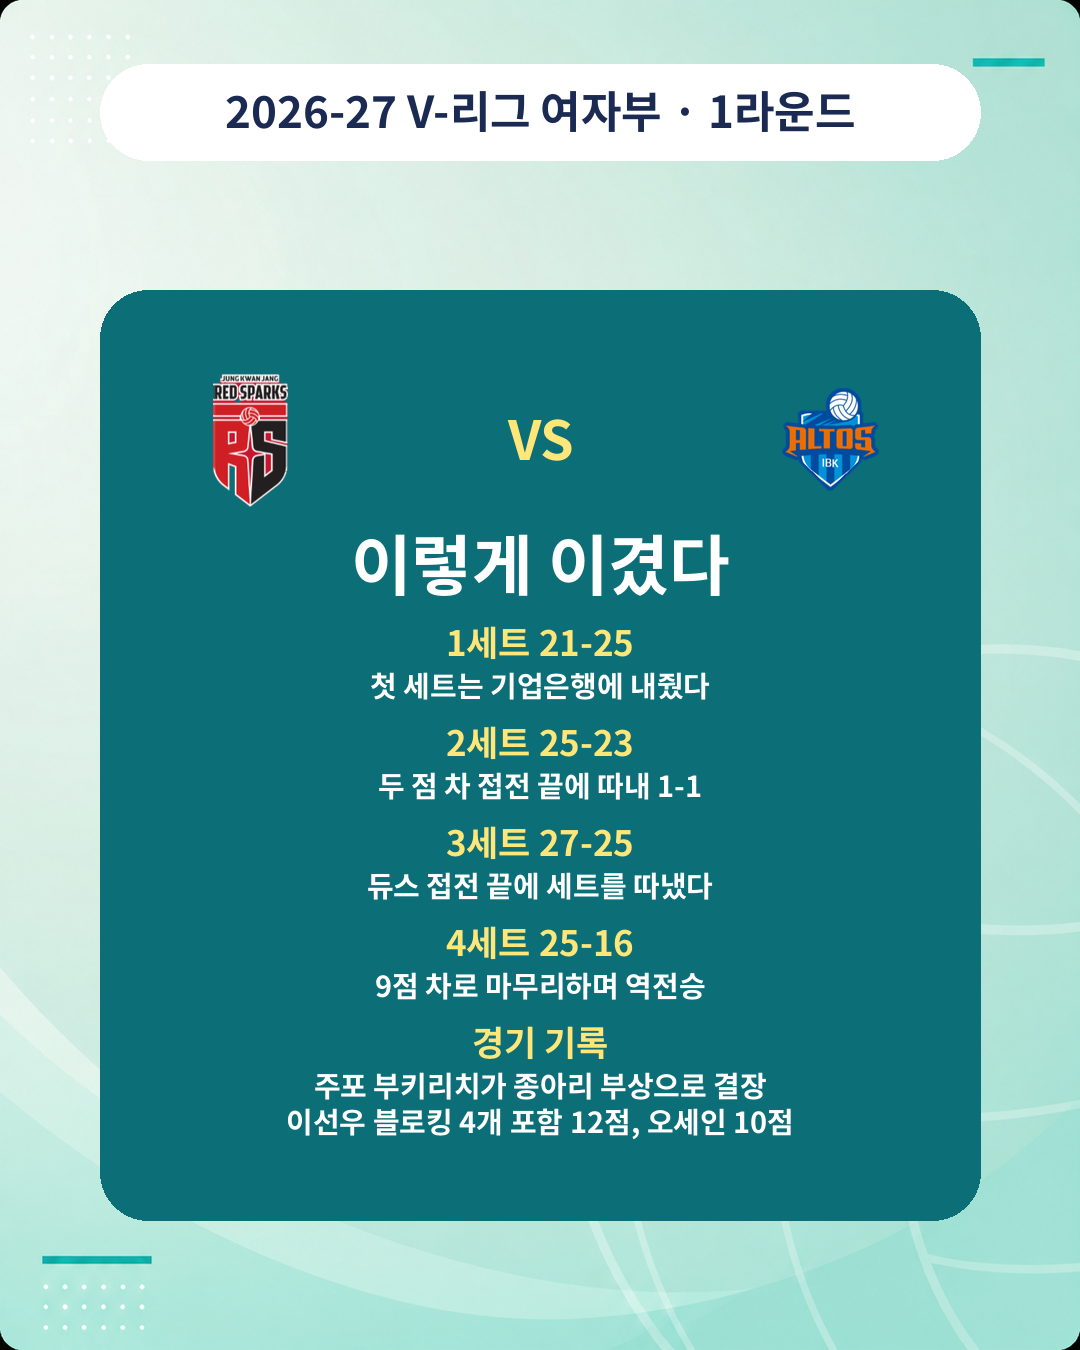 2026-27 V-리그 여자부 · 1라운드
JUNG KWAN JANG
RED SPARKS
RS
VS
ALTOS
IBK
이렇게 이겼다
1세트 21-25
첫 세트는 기업은행에 내줬다
2세트 25-23
두 점 차 접전 끝에 따내 1-1
3세트 27-25
듀스 접전 끝에 세트를 따냈다
4세트 25-16
9점 차로 마무리하며 역전승
경기 기록
주포 부키리치가 종아리 부상으로 결장
이선우 블로킹 4개 포함 12점, 오세인 10점